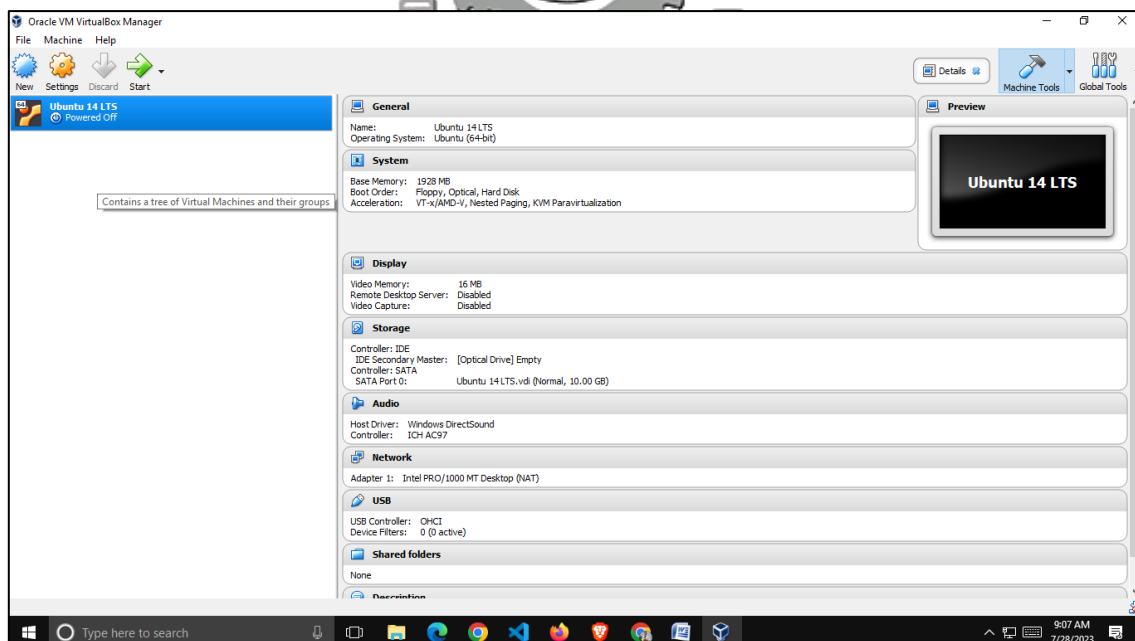 Oracle VM VirtualBox Manager
File Machine Help
New Settings Discard Start
Details
Machine Tools
Global Tools
64
Ubuntu 14 LTS
Powered Off
Contains a tree of Virtual Machines and their groups
General
Name: Ubuntu 14 LTS
Operating System: Ubuntu (64-bit)
System
Base Memory: 1928 MB
Boot Order: Floppy, Optical, Hard Disk
Acceleration: VT-x/AMD-V, Nested Paging, KVM Paravirtualization
Preview
Ubuntu 14 LTS
Display
Video Memory: 16 MB
Remote Desktop Server: Disabled
Video Capture: Disabled
Storage
Controller: IDE
IDE Secondary Master: [Optical Drive] Empty
Controller: SATA
SATA Port 0: Ubuntu 14 LTS.vdi (Normal, 10.00 GB)
Audio
Host Driver: Windows DirectSound
Controller: ICH AC97
Network
Adapter 1: Intel PRO/1000 MT Desktop (NAT)
USB
USB Controller: OHCI
Device Filters: 0 (0 active)
Shared folders
None
Description
Type here to search
9:07 AM
7/28/2023